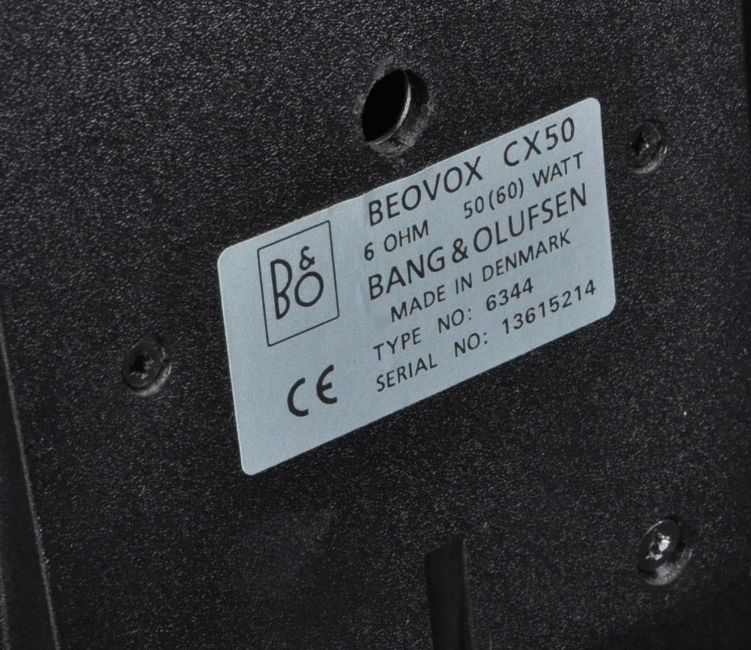 B&O
BEOVOX CX50
6 OHM 50(60) WATT
BANG & OLUFSEN
MADE IN DENMARK
TYPE NO: 6344
SERIAL NO: 13615214
CE